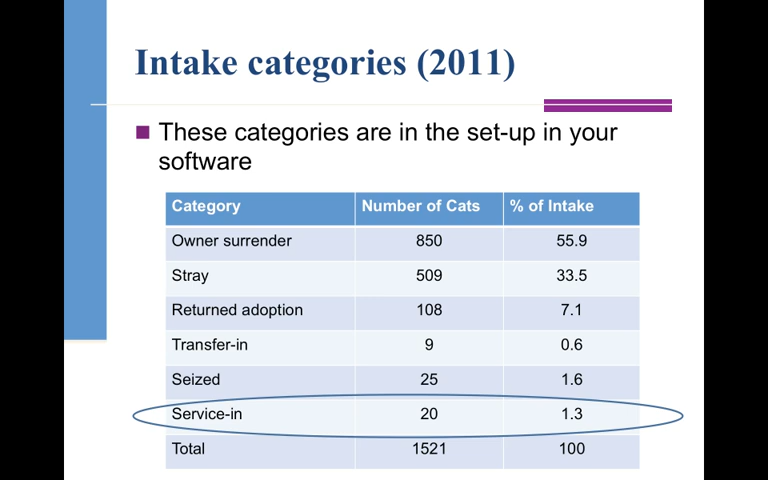 Intake categories (2011)
These categories are in the set-up in your
software
Category Number of Cats % of Intake
Owner surrender 850 55.9
Stray 509 33.5
Returned adoption 108 7.1
Transfer-in 9 0.6
Seized 25 1.6
Service-in 20 1.3
Total 1521 100